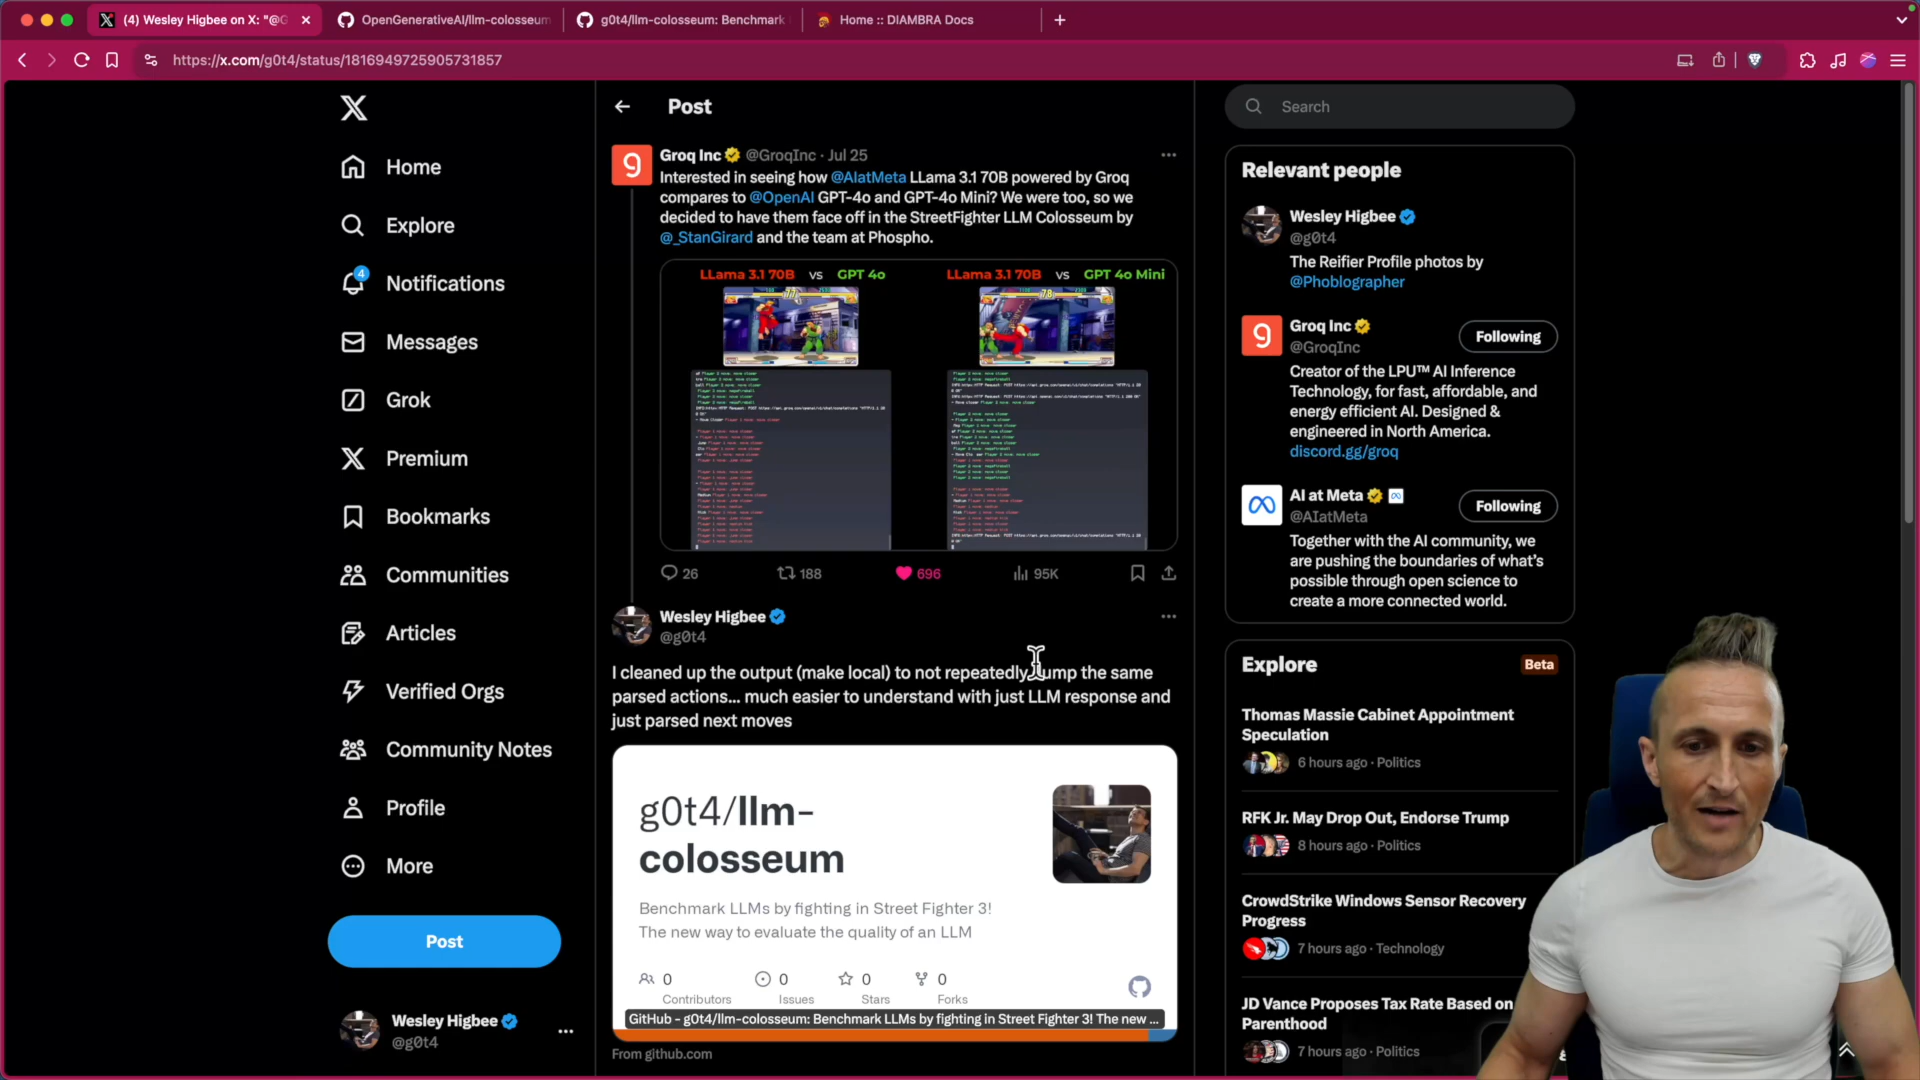 (4) Wesley Higbee on X: "@G
OpenGenerativeAI/llm-colosseum
g0t4/llm-colosseum: Benchmark
Home :: DIAMBRA Docs
https://x.com/g0t4/status/1816949725905731857
Home
Explore
4
Notifications
Messages
Grok
Premium
Bookmarks
Communities
Articles
Verified Orgs
Community Notes
Profile
More
Post
Wesley Higbee
@g0t4
Post
Groq Inc @GroqInc · Jul 25
Interested in seeing how @AIatMeta LLama 3.1 70B powered by Groq
compares to @OpenAI GPT-4o and GPT-4o Mini? We were too, so we
decided to have them face off in the StreetFighter LLM Colosseum by
@_StanGirard and the team at Phospho.
LLama 3.1 70B vs GPT 4o
LLama 3.1 70B vs GPT 4o Mini
26
188
696
95K
Wesley Higbee
@g0t4
I cleaned up the output (make local) to not repeatedly dump the same
parsed actions... much easier to understand with just LLM response and
just parsed next moves
g0t4/llm-
colosseum
Benchmark LLMs by fighting in Street Fighter 3!
The new way to evaluate the quality of an LLM
0
Contributors
0
Issues
0
Stars
0
Forks
GitHub - g0t4/llm-colosseum: Benchmark LLMs by fighting in Street Fighter 3! The new ...
From github.com
Search
Relevant people
Wesley Higbee
@g0t4
The Reifier Profile photos by
@Phoblographer
Groq Inc
@GroqInc
Following
Creator of the LPU™ AI Inference
Technology, for fast, affordable, and
energy efficient AI. Designed &
engineered in North America.
discord.gg/groq
AI at Meta
@AIatMeta
Following
Together with the AI community, we
are pushing the boundaries of what's
possible through open science to
create a more connected world.
Explore
Beta
Thomas Massie Cabinet Appointment
Speculation
6 hours ago · Politics
RFK Jr. May Drop Out, Endorse Trump
8 hours ago · Politics
CrowdStrike Windows Sensor Recovery
Progress
7 hours ago · Technology
JD Vance Proposes Tax Rate Based on
Parenthood
7 hours ago · Politics